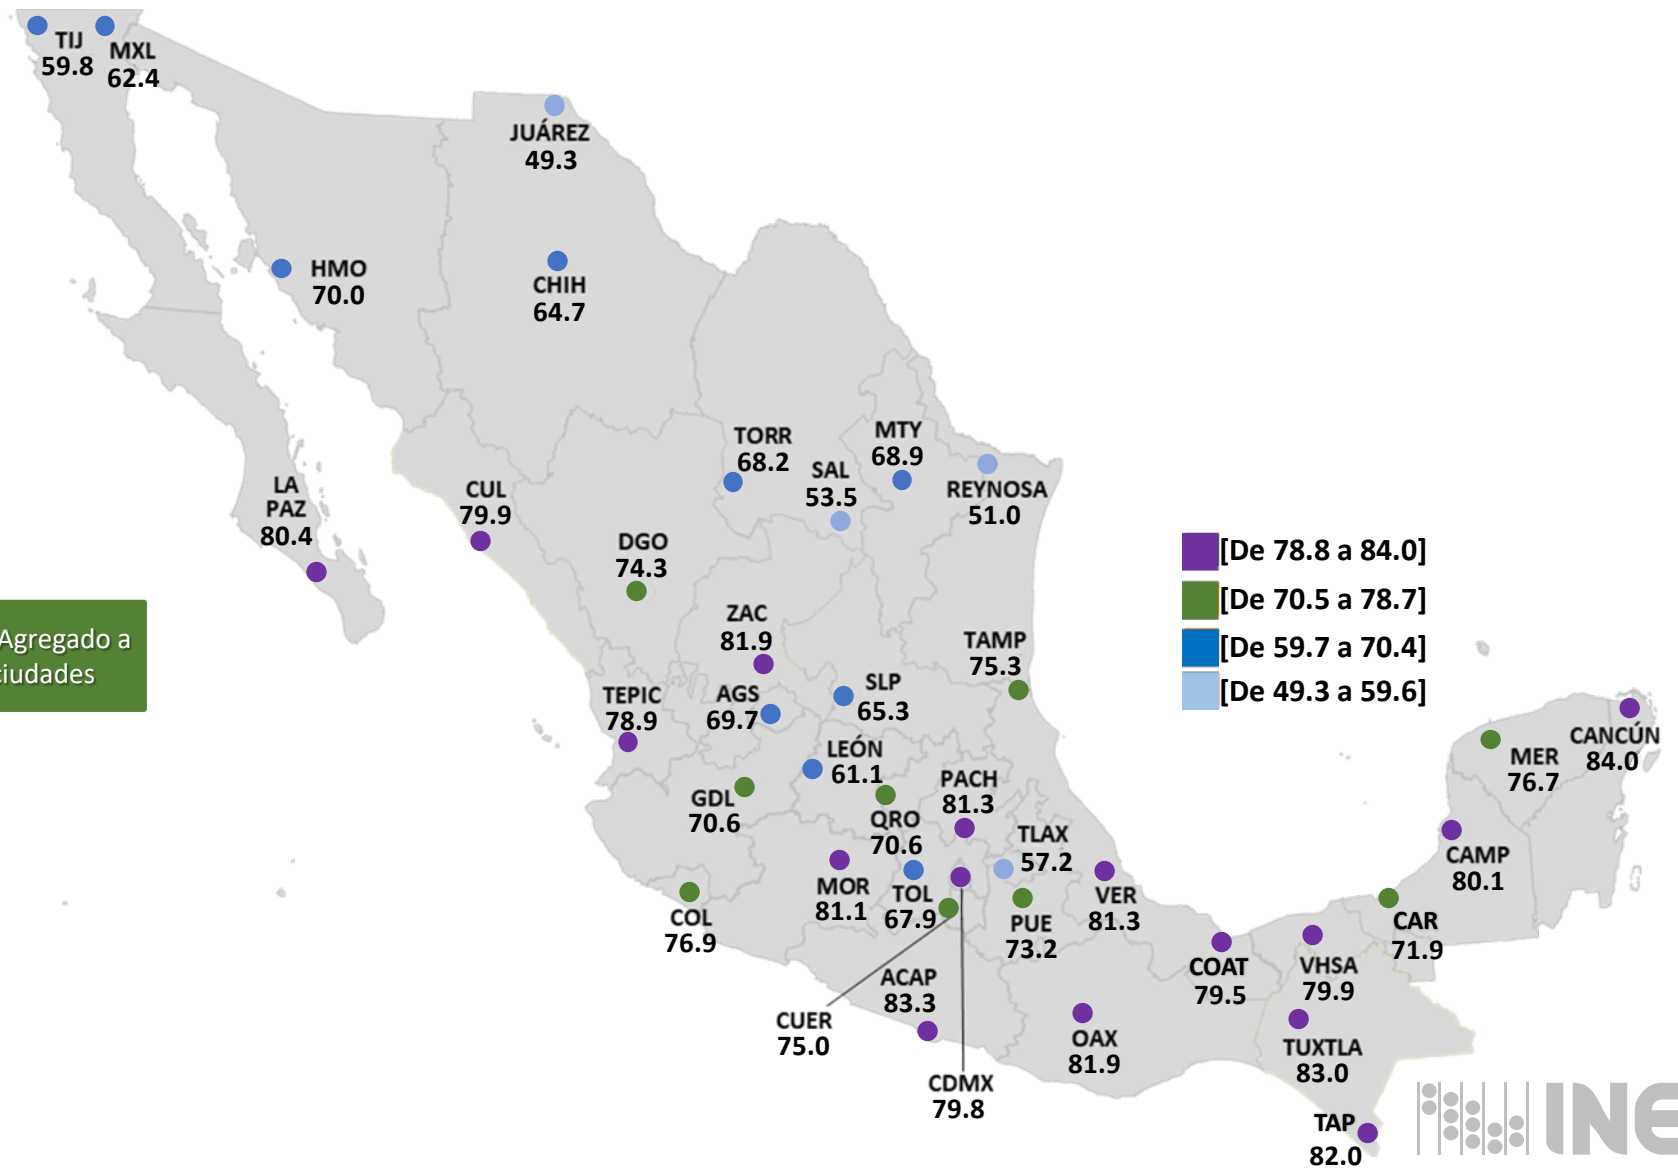 TIJ
59.8
MXL
62.4
JUÁREZ
49.3
HMO
70.0
CHIH
64.7
TORR
68.2
MTY
68.9
SAL
53.5
REYNOSA
51.0
LA
PAZ
80.4
CUL
79.9
DGO
74.3
[De 78.8 a 84.0]
[De 70.5 a 78.7]
[De 59.7 a 70.4]
[De 49.3 a 59.6]
Agregado a
ciudades
ZAC
81.9
TAMP
75.3
TEPIC
78.9
AGS
69.7
SLP
65.3
LEÓN
61.1
PACH
81.3
CANCÚN
84.0
MER
76.7
GDL
70.6
QRO
70.6
TLAX
57.2
CAMP
80.1
MOR
81.1
TOL
67.9
VER
81.3
COL
76.9
PUE
73.2
CAR
71.9
COAT
79.5
VHSA
79.9
ACAP
83.3
CUER
75.0
OAX
81.9
TUXTLA
83.0
CDMX
79.8
TAP
82.0
INE